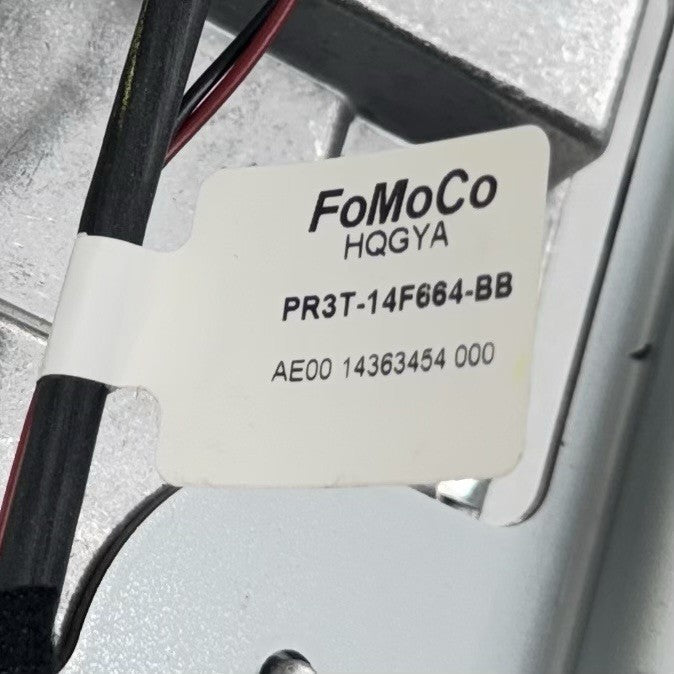 FoMoCo
HQGYA
PR3T-14F664-BB
AE00 14363454 000